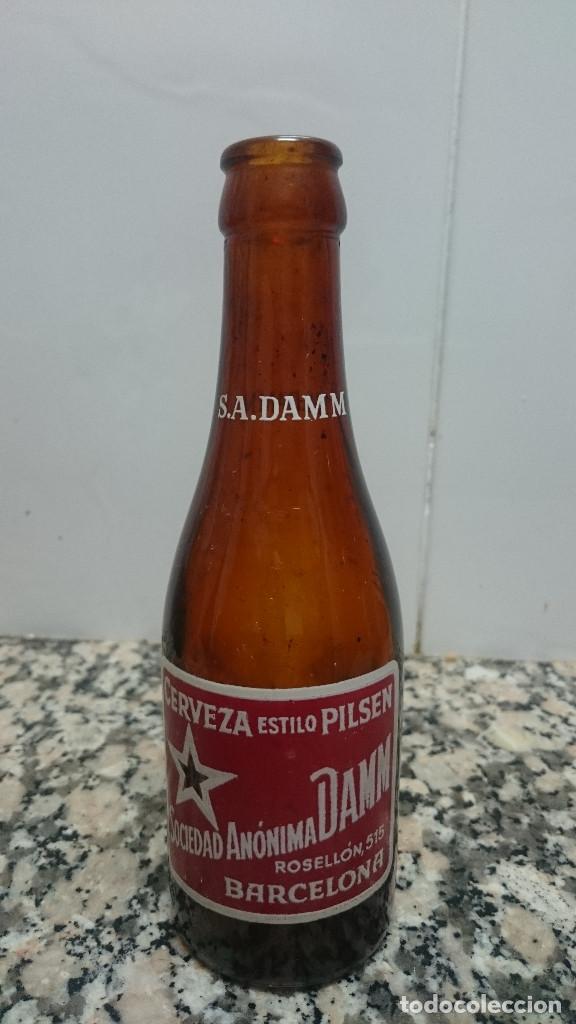 S.A.DAMM
CERVEZA ESTILO PILSEN
SOCIEDAD ANÓNIMA DAMM
ROSELLÓN, 515
BARCELONA
todocoleccion